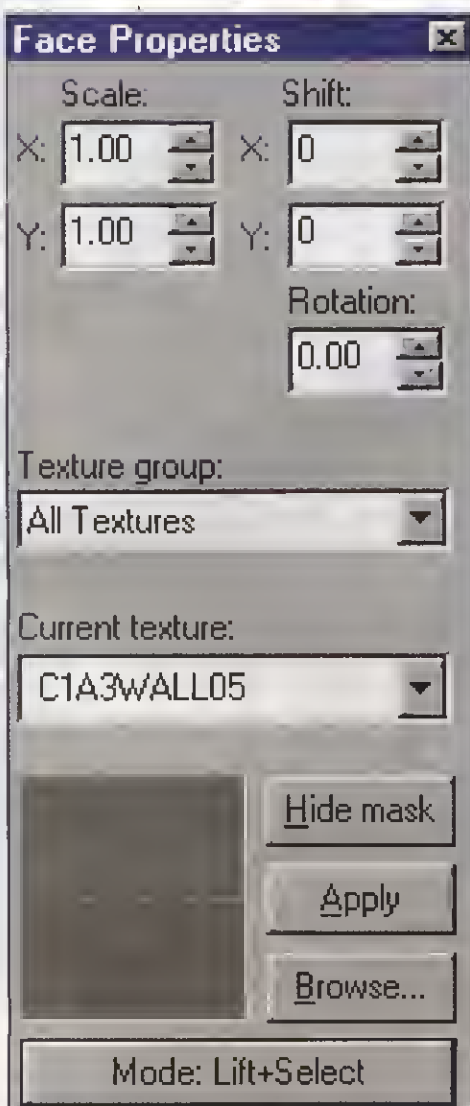 Face Properties
Scale: Shift:
X: 1.00 X: 0
Y: 1.00 Y: 0
Rotation:
0.00
Texture group:
All Textures
Current texture:
C1A3WALL05
Hide mask
Apply
Browse...
Mode: Lift+Select